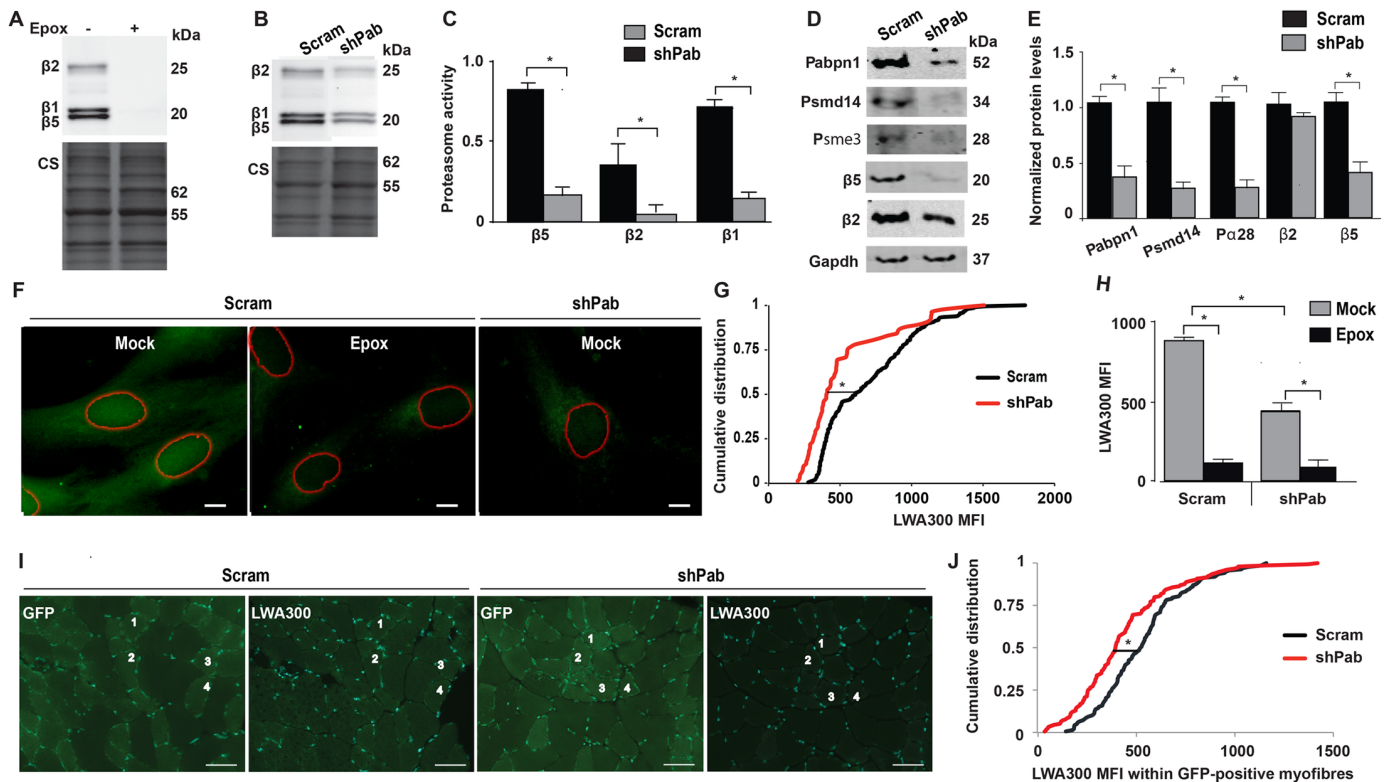 A
Epox - + kDa
β2 25
β1 20
β5
CS
62
55
B
Scram shPab kDa
β2 25
β1
β5 20
CS 62
55
C
Scram
shPab
Proteasome activity
1.0
0.5
0
* * *
β5 β2 β1
D
Scram shPab kDa
Pabpn1 52
Psmd14 34
Psme3 28
β5 20
β2 25
Gapdh 37
E
Scram
shPab
Normalized protein levels
1.5
1.0
0.5
0
* * * *
Pabpn1 Psmd14 Pα28 β2 β5
F
Scram shPab
Mock Epox Mock
G
Cumulative distribution
1
0.75
0.5
0.25
0
*
Scram
shPab
0 500 1000 1500 2000
LWA300 MFI
H
Mock
Epox
LWA300 MFI
1000
500
0
* * *
Scram shPab
I
Scram shPab
GFP LWA300 GFP LWA300
1 1 1 1
2 2 2 2
3 3 3 3
4 4 4 4
J
Cumulative distribution
1
0.75
0.5
0.25
0
*
Scram
shPab
0 500 1000 1500
LWA300 MFI within GFP-positive myofibres